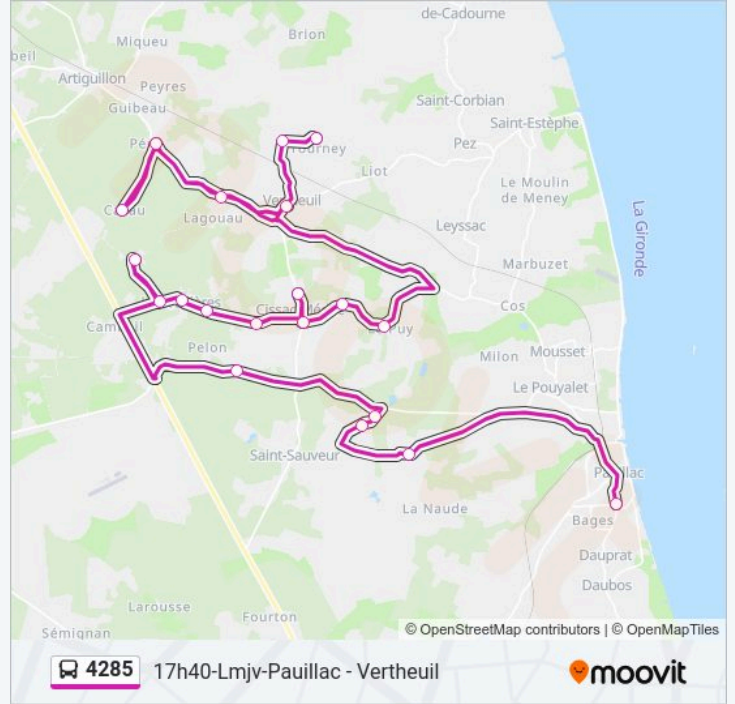 de-Cadourne
Miqueu
Brion
beil
Artiguillon
Peyres
Saint-Corbian
Guibeau
Saint-Estèphe
Pez
Liot
Le Moulin
de Meney
Lagouau
Leyssac
La Gironde
Marbuzet
Cos
Pelon
Milon
Mousset
Le Pouyalet
Saint-Sauveur
La Naude
Bages
Dauprat
Daubos
Larousse
Fourton
Sémignan
© OpenStreetMap contributors | © OpenMapTiles
4285
17h40-Lmjv-Pauillac - Vertheuil
moovit